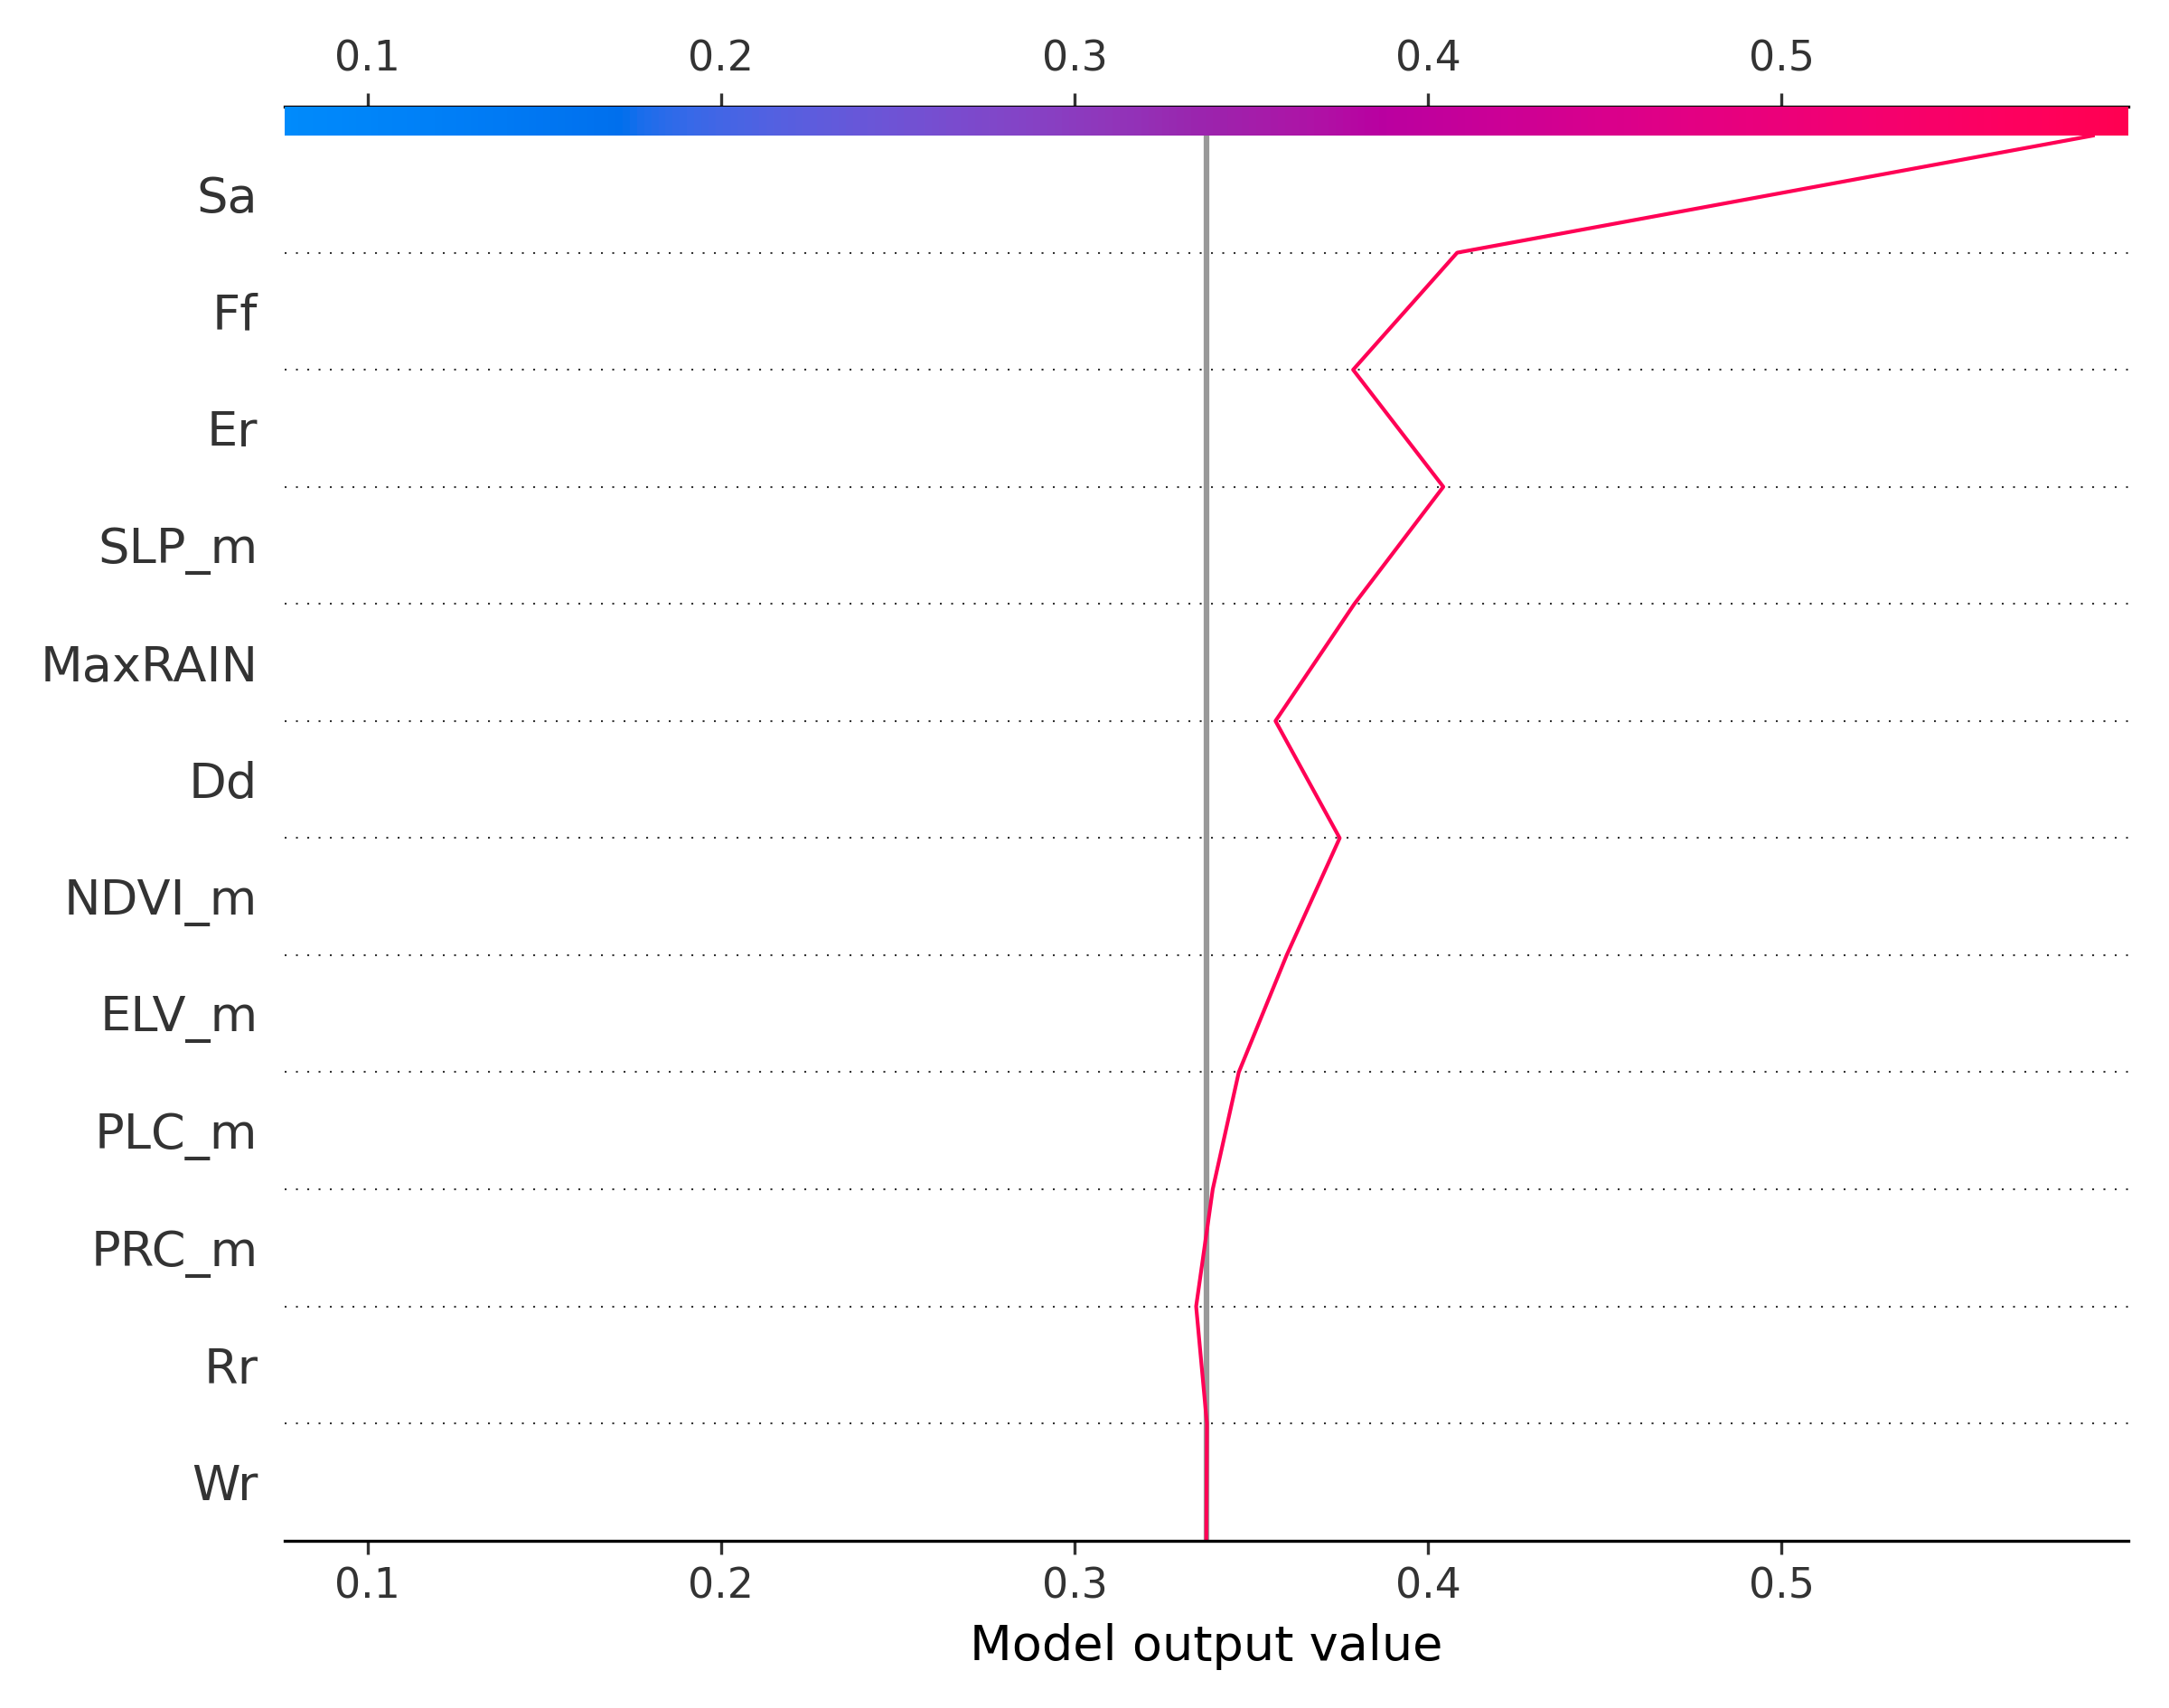 0.1 0.2 0.3 0.4 0.5
Sa
Ff
Er
SLP_m
MaxRAIN
Dd
NDVI_m
ELV_m
PLC_m
PRC_m
Rr
Wr
0.1 0.2 0.3 0.4 0.5
Model output value